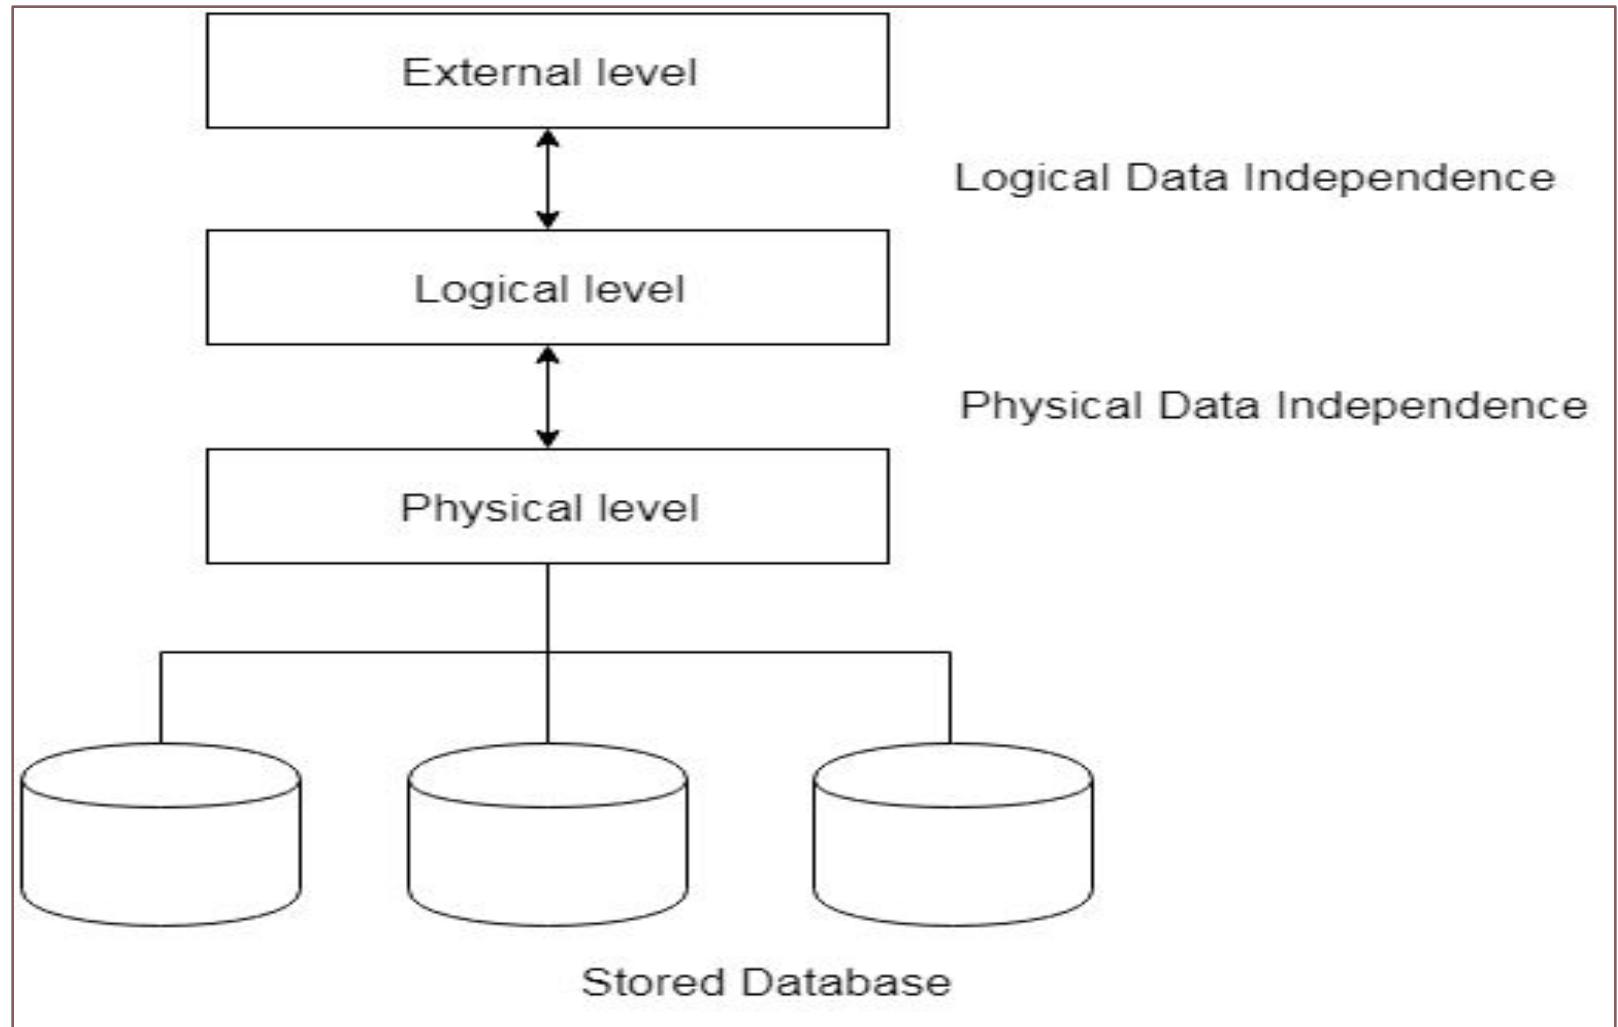 External level
Logical Data Independence
Logical level
Physical Data Independence
Physical level
Stored Database